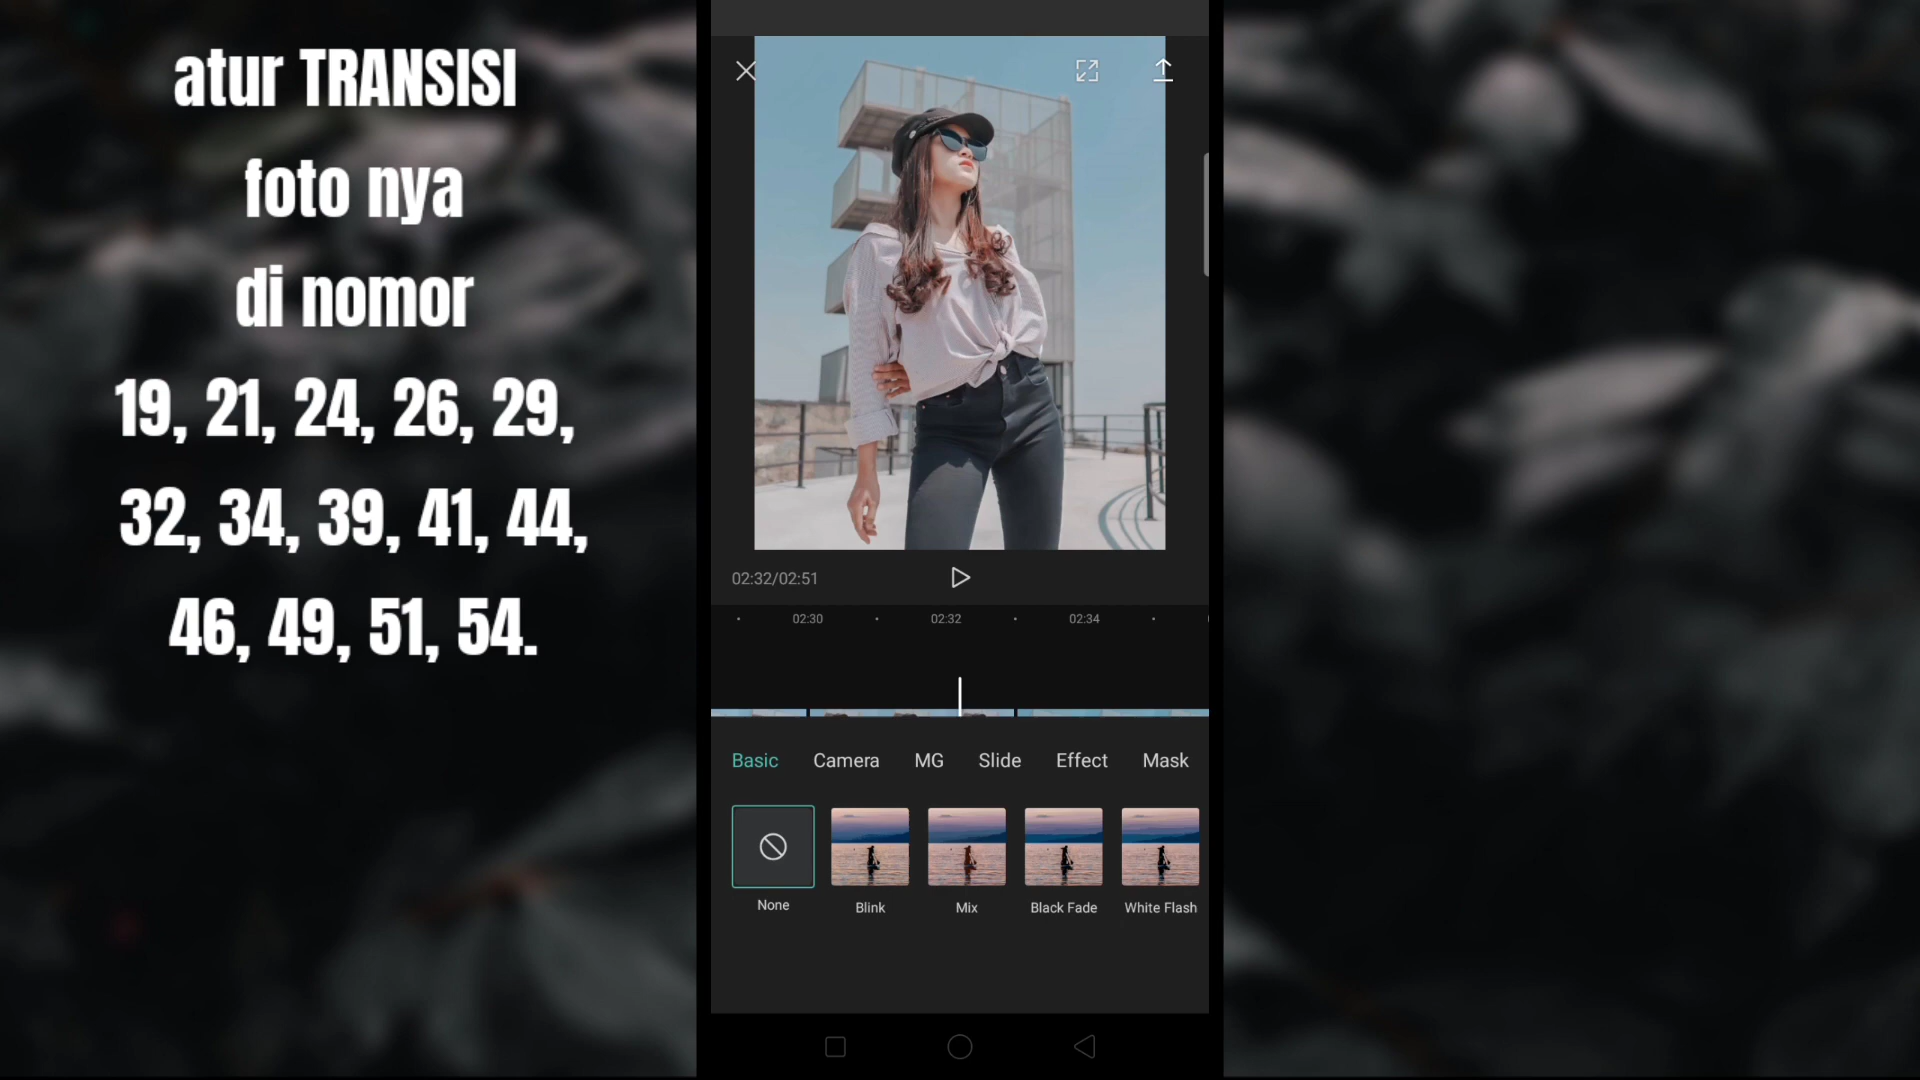 atur TRANSISI
foto nya
di nomor
19, 21, 24, 26, 29,
32, 34, 39, 41, 44,
46, 49, 51, 54.
02:32/02:51
02:30 02:32 02:34
Basic Camera MG Slide Effect Mask
None Blink Mix Black Fade White Flash